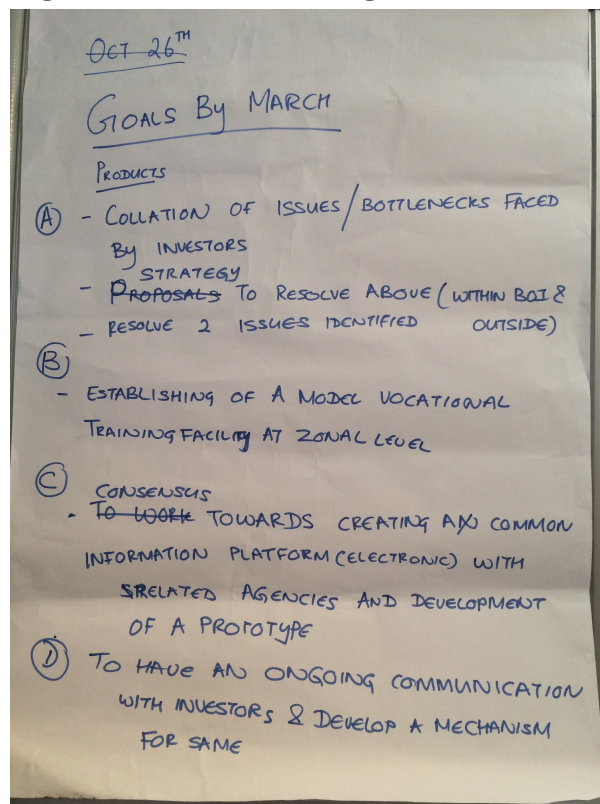 OCT 26TH
GOALS BY MARCH
PRODUCTS
A - COLLATION OF ISSUES/BOTTLENECKS FACED
BY INVESTORS
STRATEGY
- PROPOSALS TO RESOLVE ABOVE (WITHIN BOI &
- RESOLVE 2 ISSUES IDENTIFIED OUTSIDE)
B
- ESTABLISHING OF A MODEL VOCATIONAL
TRAINING FACILITY AT ZONAL LEVEL
C CONSENSUS
- TO WORK TOWARDS CREATING A COMMON
INFORMATION PLATFORM (ELECTRONIC) WITH
RELATED AGENCIES AND DEVELOPMENT
OF A PROTOTYPE
D TO HAVE AN ONGOING COMMUNICATION
WITH INVESTORS & DEVELOP A MECHANISM
FOR SAME